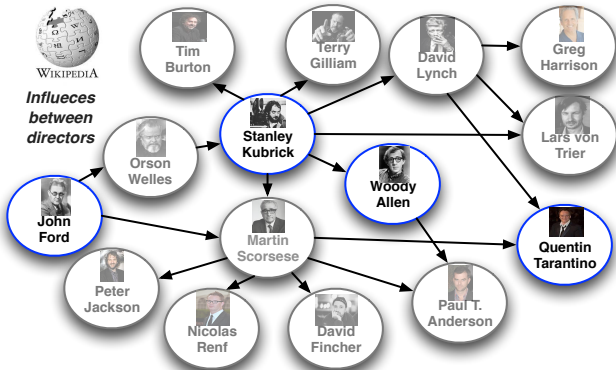 WIKIPEDIA
Influeces
between
directors
Tim
Burton
Terry
Gilliam
David
Lynch
Greg
Harrison
Stanley
Kubrick
Lars von
Trier
Orson
Welles
Woody
Allen
John
Ford
Martin
Scorsese
Quentin
Tarantino
Peter
Jackson
Nicolas
Renf
David
Fincher
Paul T.
Anderson